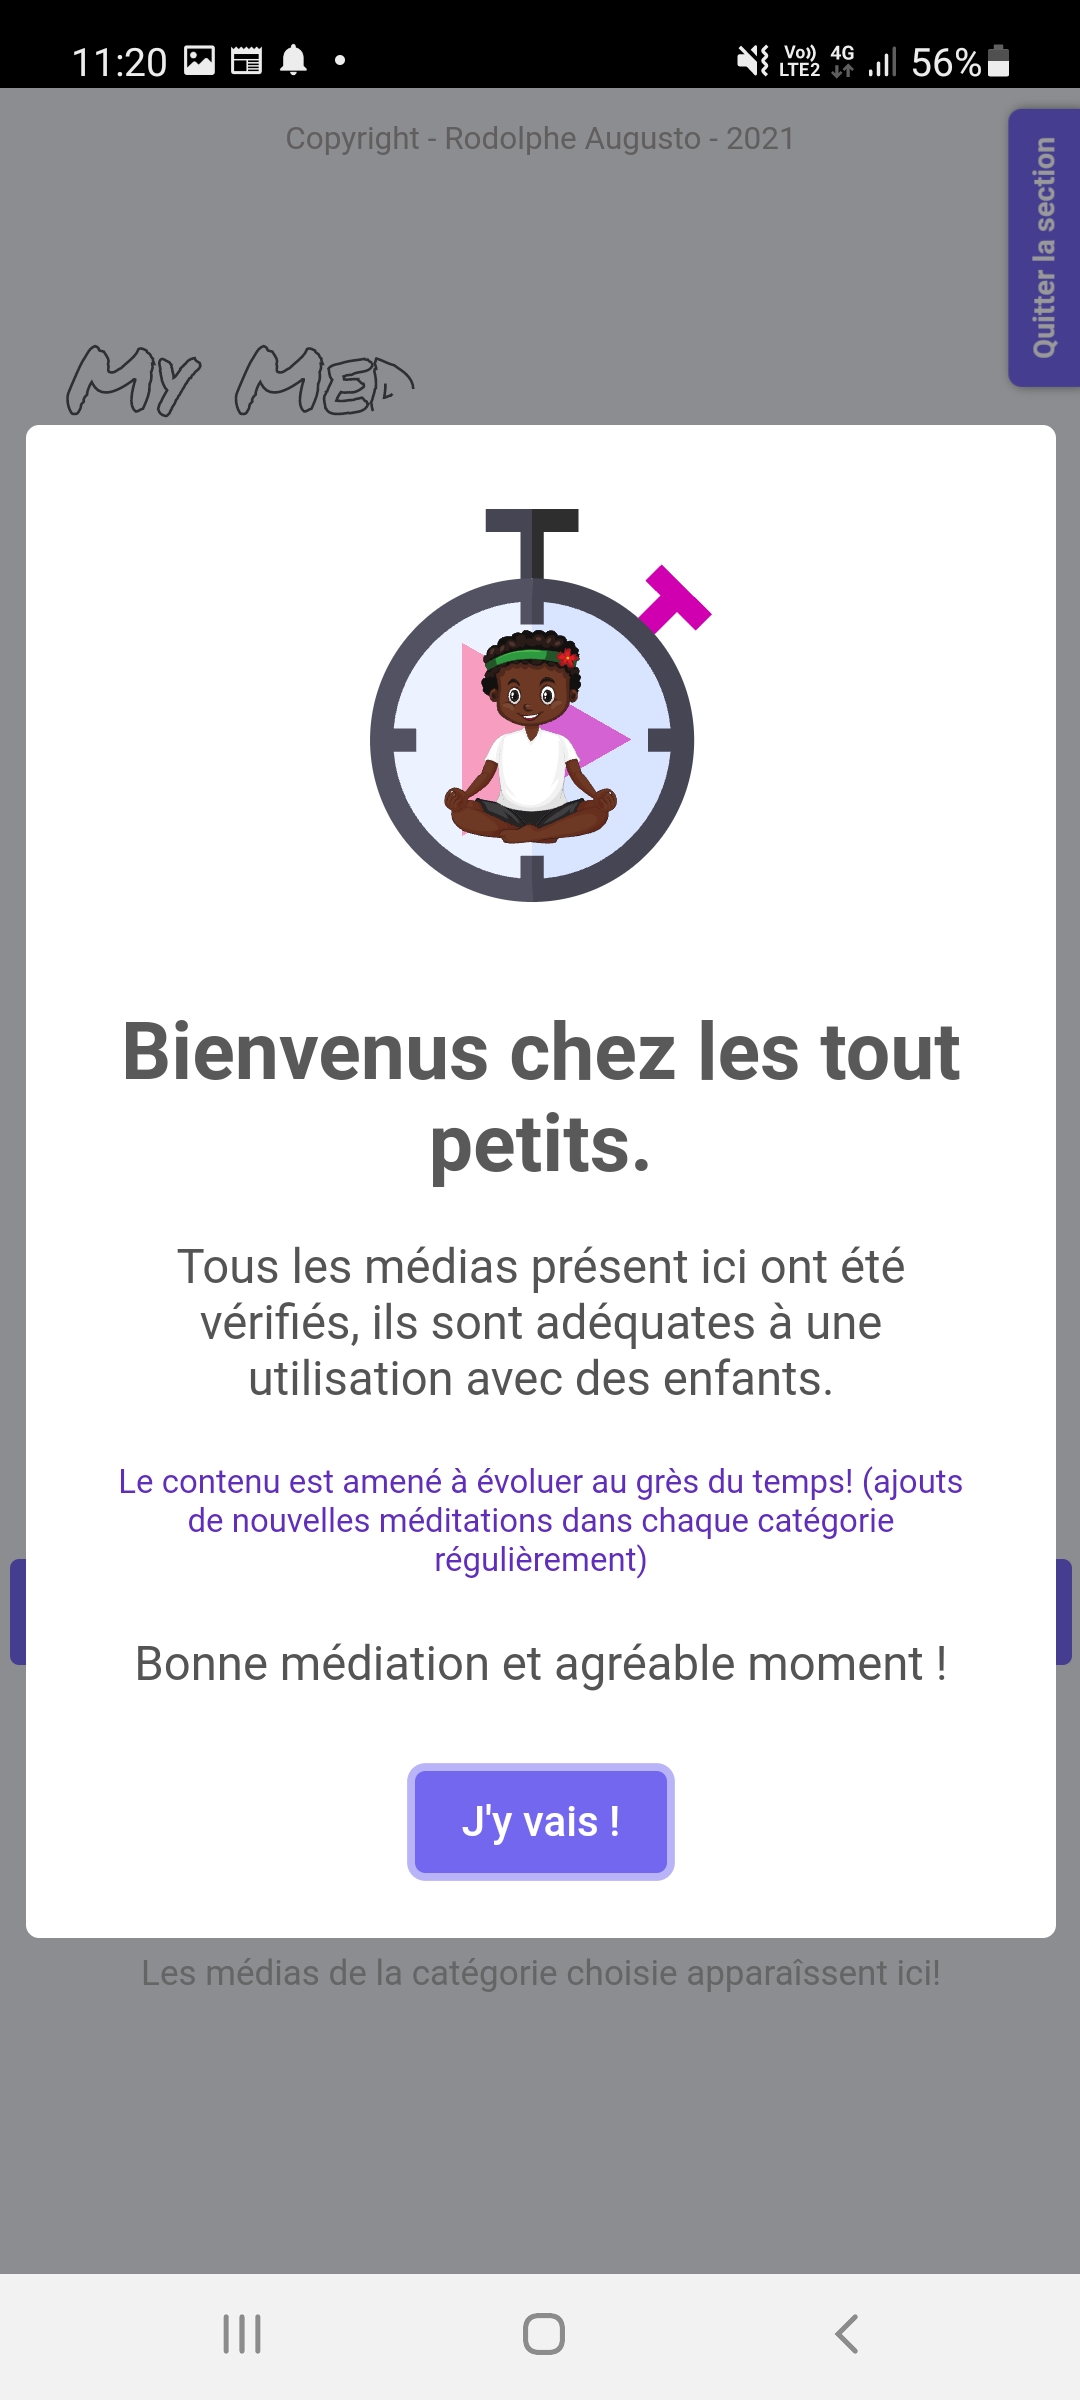 11:20
Vo)) 4G
LTE2
56%
Copyright - Rodolphe Augusto - 2021
Quitter la section
My Med
Bienvenus chez les tout
petits.
Tous les médias présent ici ont été
vérifiés, ils sont adéquates à une
utilisation avec des enfants.
Le contenu est amené à évoluer au grès du temps! (ajouts
de nouvelles méditations dans chaque catégorie
régulièrement)
Bonne médiation et agréable moment !
J'y vais !
Les médias de la catégorie choisie apparaîssent ici!